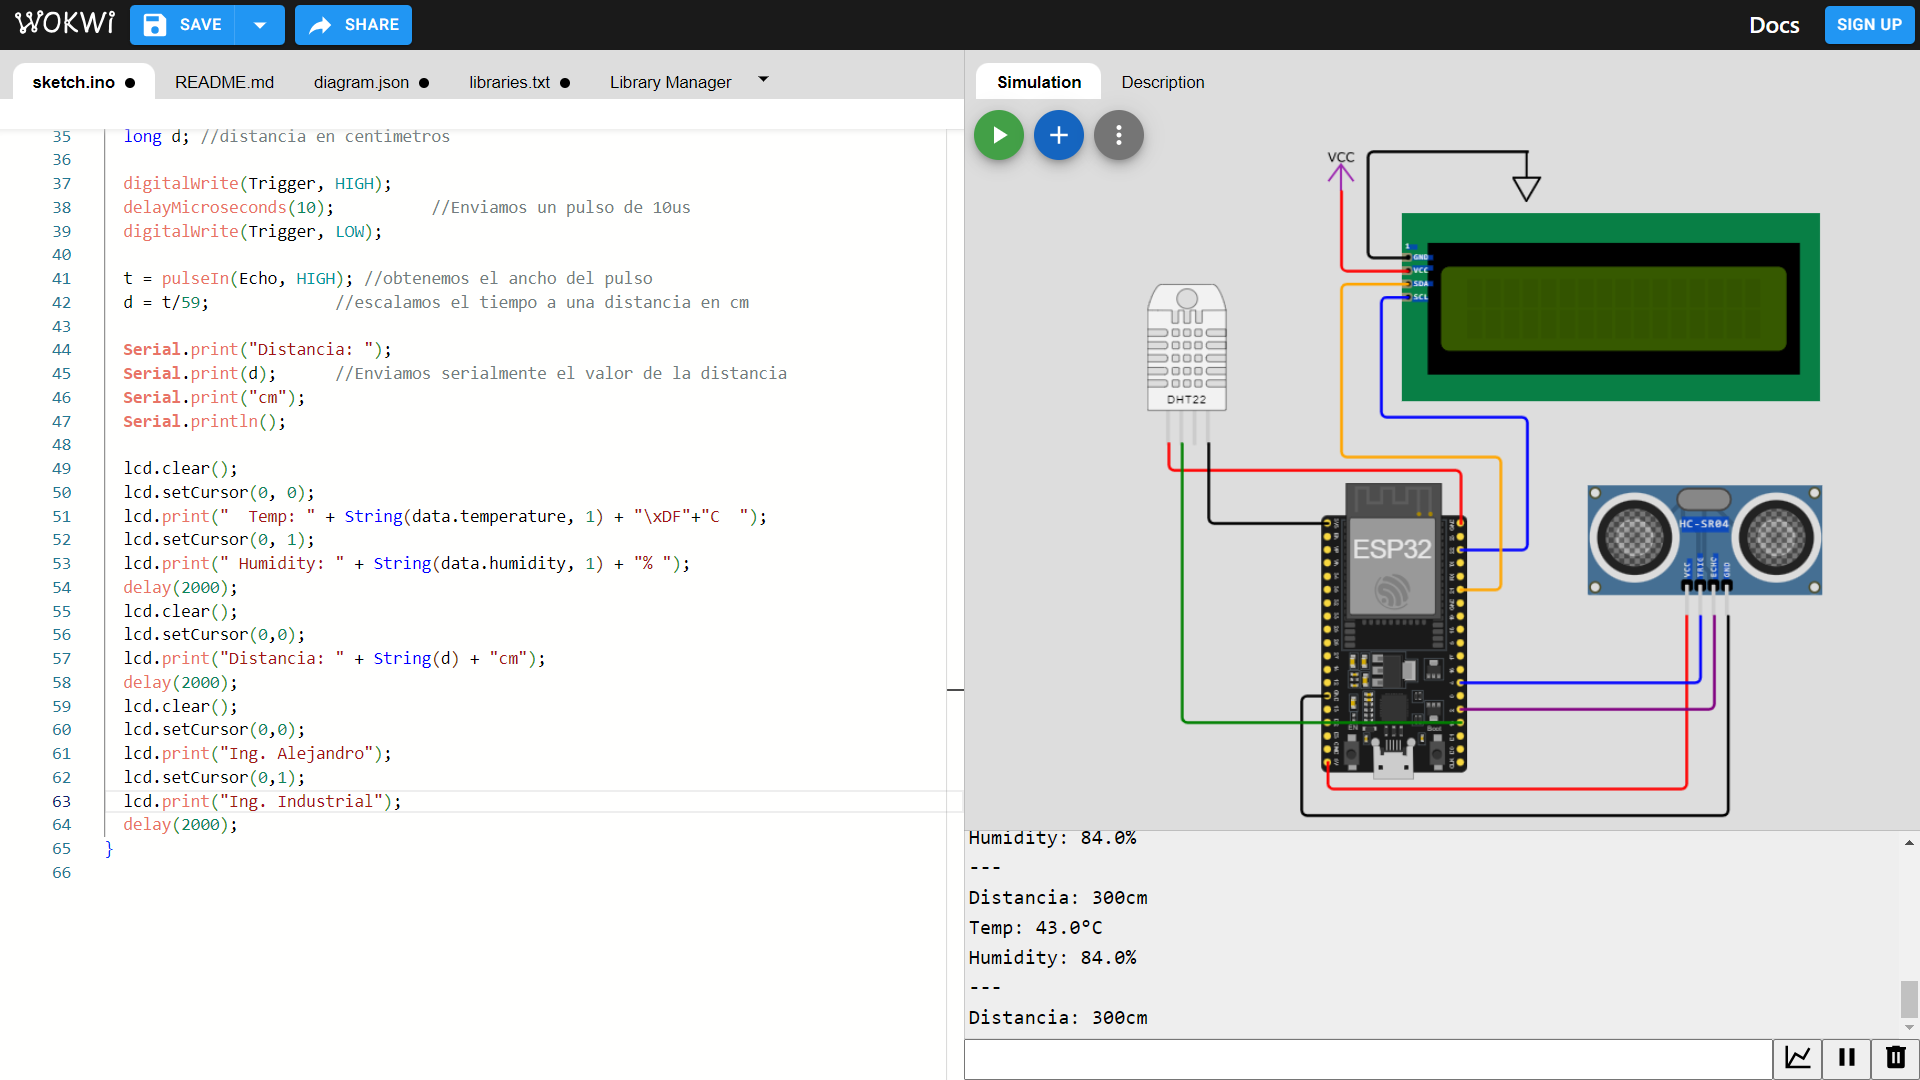 WOKWi
SAVE
SHARE
Docs
SIGN UP
sketch.ino
README.md
diagram.json
libraries.txt
Library Manager
Simulation
Description
35 long d; //distancia en centimetros
36
37 digitalWrite(Trigger, HIGH);
38 delayMicroseconds(10); //Enviamos un pulso de 10us
39 digitalWrite(Trigger, LOW);
40
41 t = pulseIn(Echo, HIGH); //obtenemos el ancho del pulso
42 d = t/59; //escalamos el tiempo a una distancia en cm
43
44 Serial.print("Distancia: ");
45 Serial.print(d); //Enviamos serialmente el valor de la distancia
46 Serial.print("cm");
47 Serial.println();
48
49 lcd.clear();
50 lcd.setCursor(0, 0);
51 lcd.print("  Temp: " + String(data.temperature, 1) + "\xDF"+"C  ");
52 lcd.setCursor(0, 1);
53 lcd.print(" Humidity: " + String(data.humidity, 1) + "% ");
54 delay(2000);
55 lcd.clear();
56 lcd.setCursor(0,0);
57 lcd.print("Distancia: " + String(d) + "cm");
58 delay(2000);
59 lcd.clear();
60 lcd.setCursor(0,0);
61 lcd.print("Ing. Alejandro");
62 lcd.setCursor(0,1);
63 lcd.print("Ing. Industrial");
64 delay(2000);
65 }
66
VCC
1
GND
VCC
SDA
SCL
DHT22
ESP32
EN
Boot
HC-SR04
VCC
TRIG
ECHO
GND
Humidity: 84.0%
---
Distancia: 300cm
Temp: 43.0°C
Humidity: 84.0%
---
Distancia: 300cm